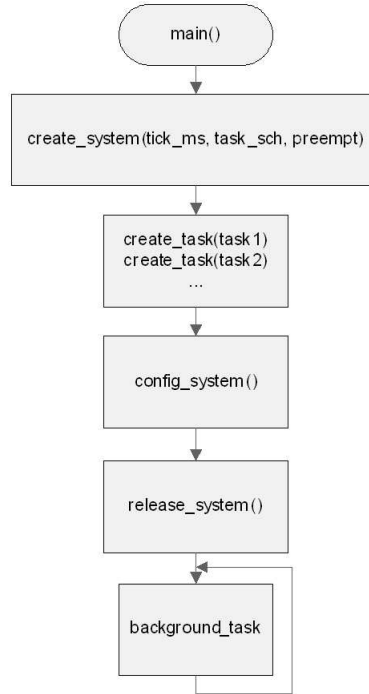 main()
create_system(tick_ms, task_sch, preempt)
create_task(task1)
create_task(task2)
...
config_system()
release_system()
background_task